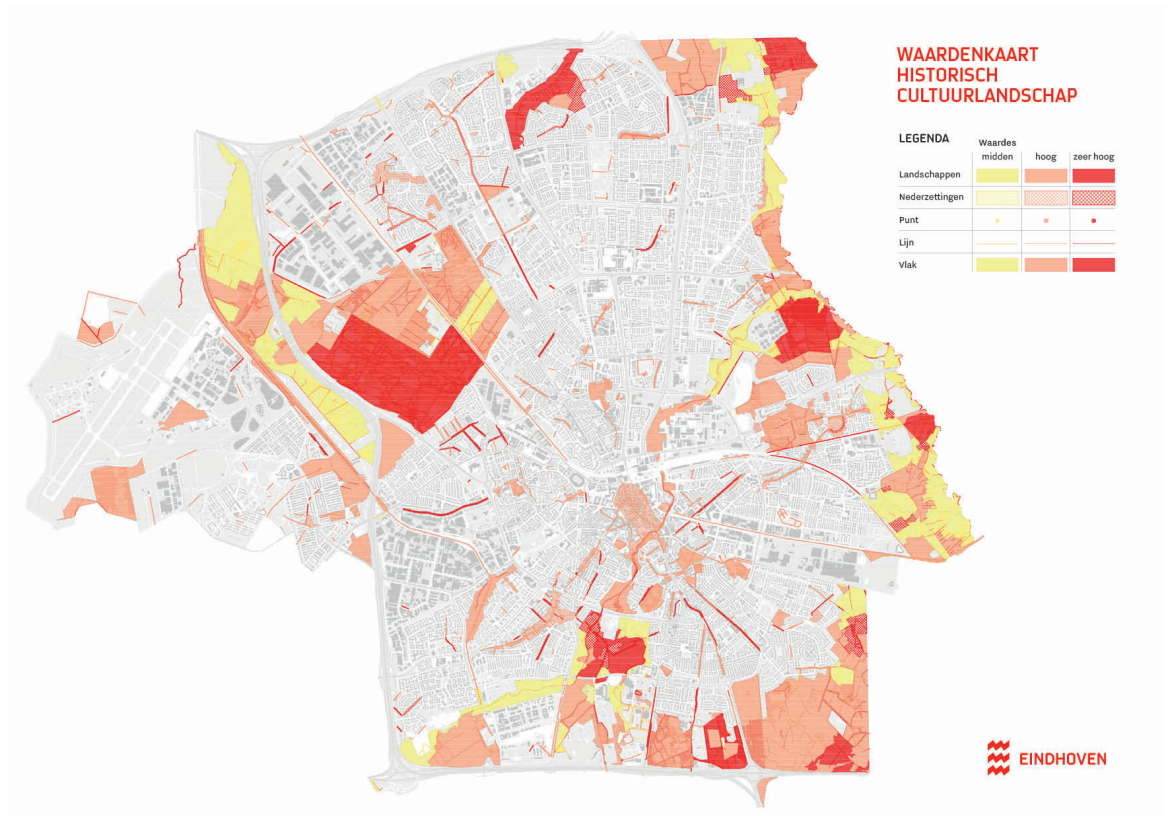 WAARDENKAART
HISTORISCH
CULTUURLANDSCHAP
LEGENDA
Waardes
midden hoog zeer hoog
Landschappen
Nederzettingen
Punt
Lijn
Vlak
EINDHOVEN